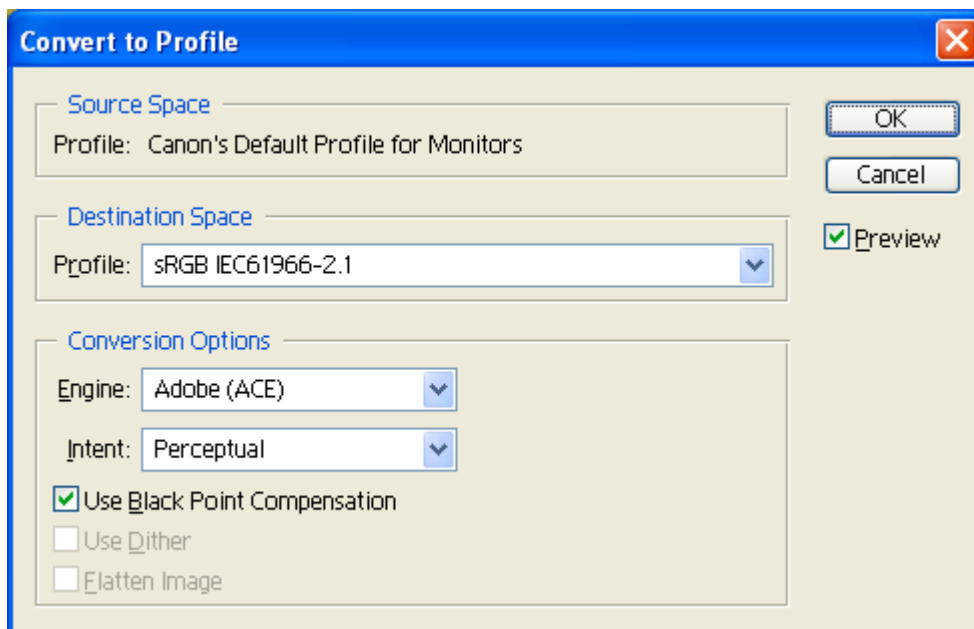 Convert to Profile
Source Space
Profile: Canon's Default Profile for Monitors
OK
Cancel
Preview
Destination Space
Profile: sRGB IEC61966-2.1
Conversion Options
Engine: Adobe (ACE)
Intent: Perceptual
Use Black Point Compensation
Use Dither
Flatten Image